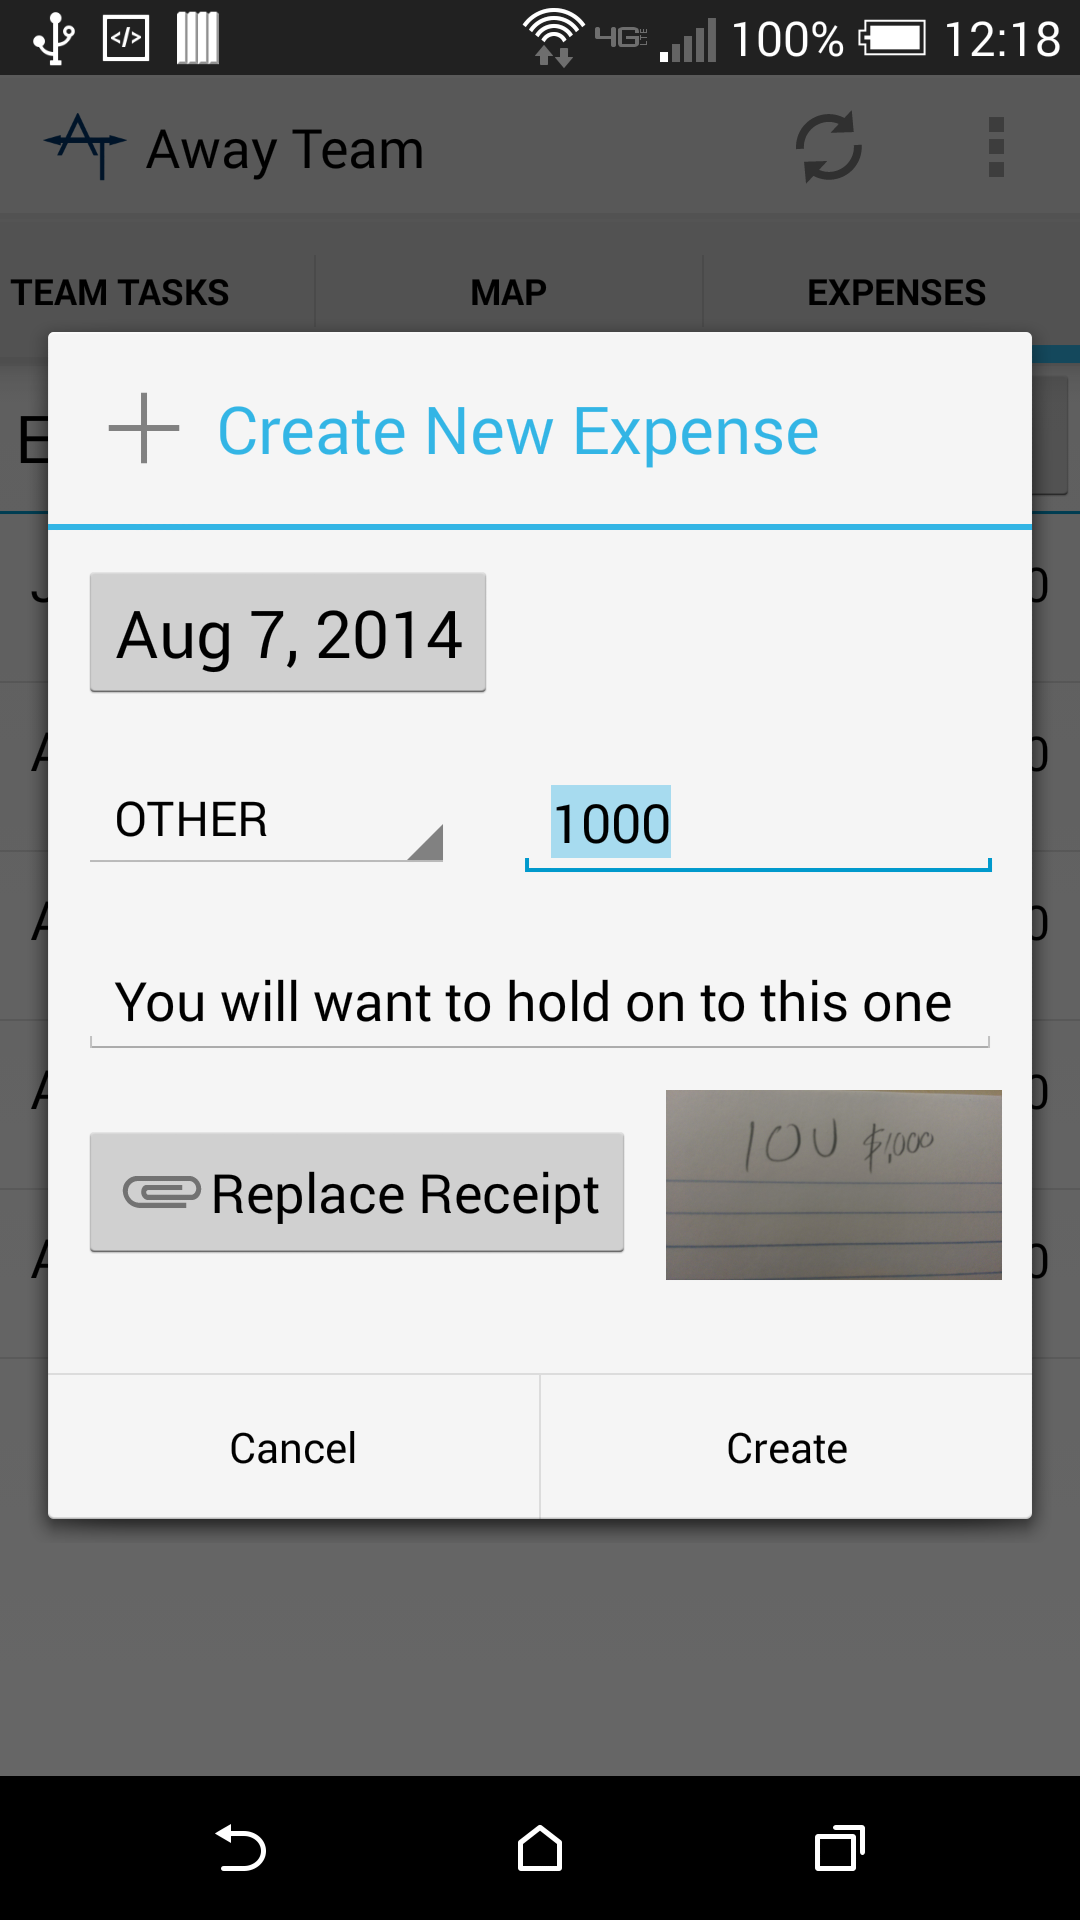 100% 12:18
Away Team
TEAM TASKS MAP EXPENSES
Create New Expense
Aug 7, 2014
OTHER 1000
You will want to hold on to this one
IOU $1,000
Replace Receipt
Cancel Create